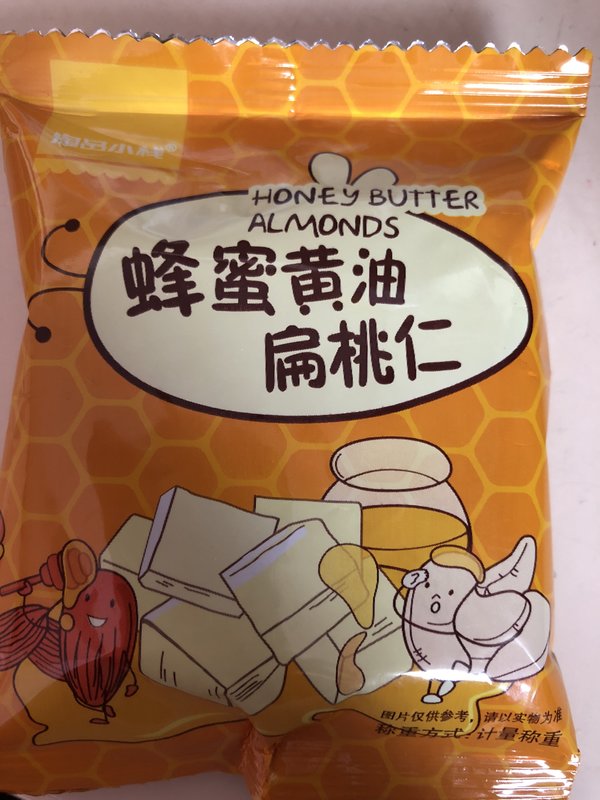 HONEY BUTTER
ALMONDS
蜂蜜黄油
扁桃仁
图片仅供参考,请以实物为准
称重方式:计量称重